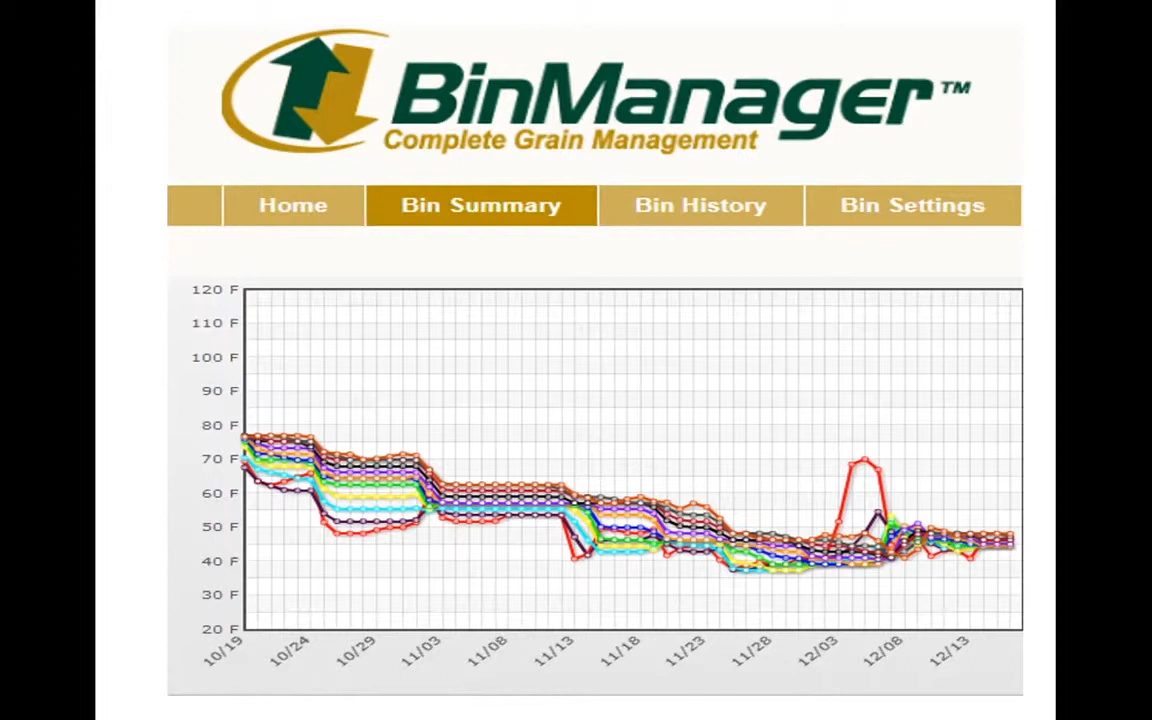 BinManager™
Complete Grain Management
Home Bin Summary Bin History Bin Settings
120 F
110 F
100 F
90 F
80 F
70 F
60 F
50 F
40 F
30 F
20 F
10/19 10/24 10/29 11/03 11/08 11/13 11/18 11/23 11/28 12/03 12/08 12/13